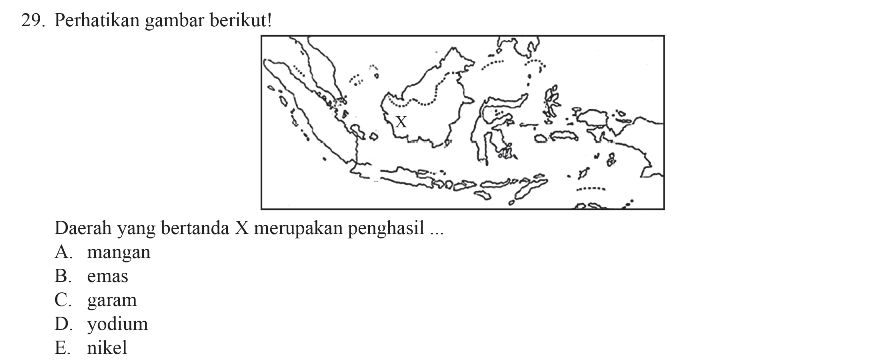 29. Perhatikan gambar berikut!
X
Daerah yang bertanda X merupakan penghasil ...
A. mangan
B. emas
C. garam
D. yodium
E. nikel